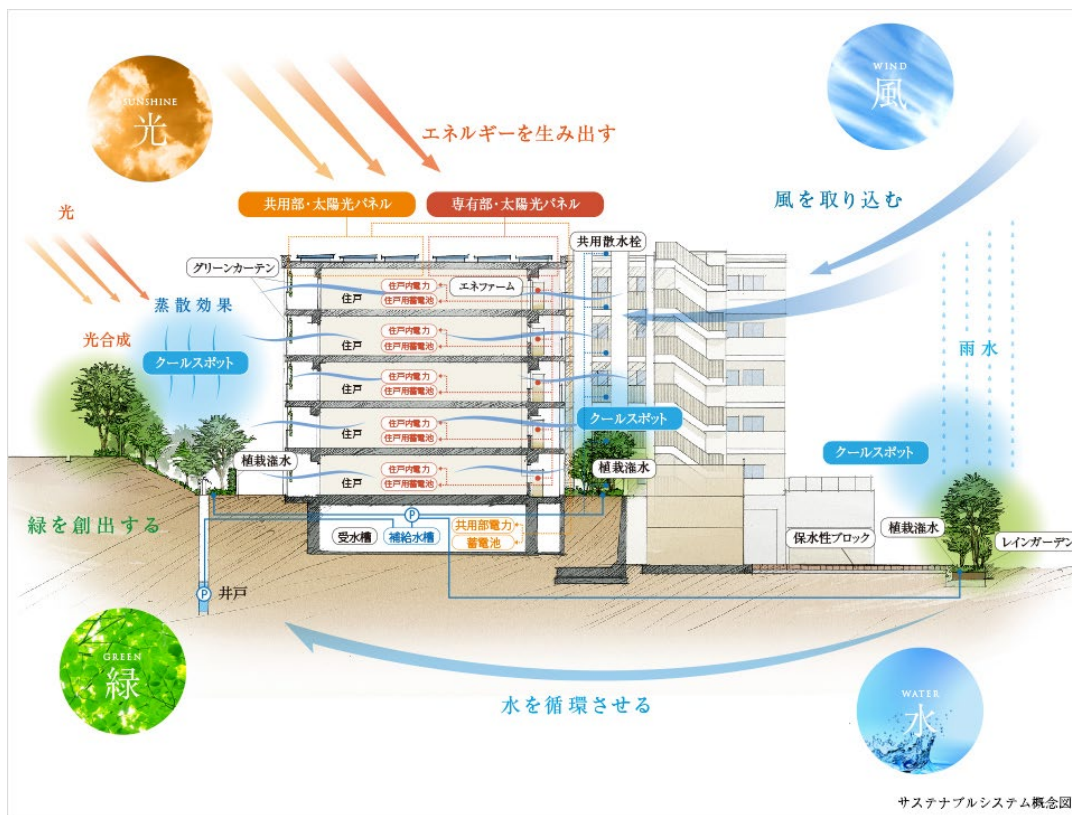 SUNSHINE
光
WIND
風
エネルギーを生み出す
風を取り込む
共用部・太陽光パネル
専有部・太陽光パネル
光
共用散水栓
グリーンカーテン
住戸
住戸内電力
住戸用蓄電池
エネファーム
蒸散効果
光合成
クールスポット
住戸
住戸内電力
住戸用蓄電池
雨水
住戸
住戸内電力
住戸用蓄電池
クールスポット
住戸
住戸内電力
住戸用蓄電池
クールスポット
植栽潅水
住戸
住戸内電力
住戸用蓄電池
植栽潅水
緑を創出する
P
受水槽
補給水槽
共用部電力
蓄電池
保水性ブロック
植栽潅水
レインガーデン
P
井戸
GREEN
緑
水を循環させる
WATER
水
サステナブルシステム概念図